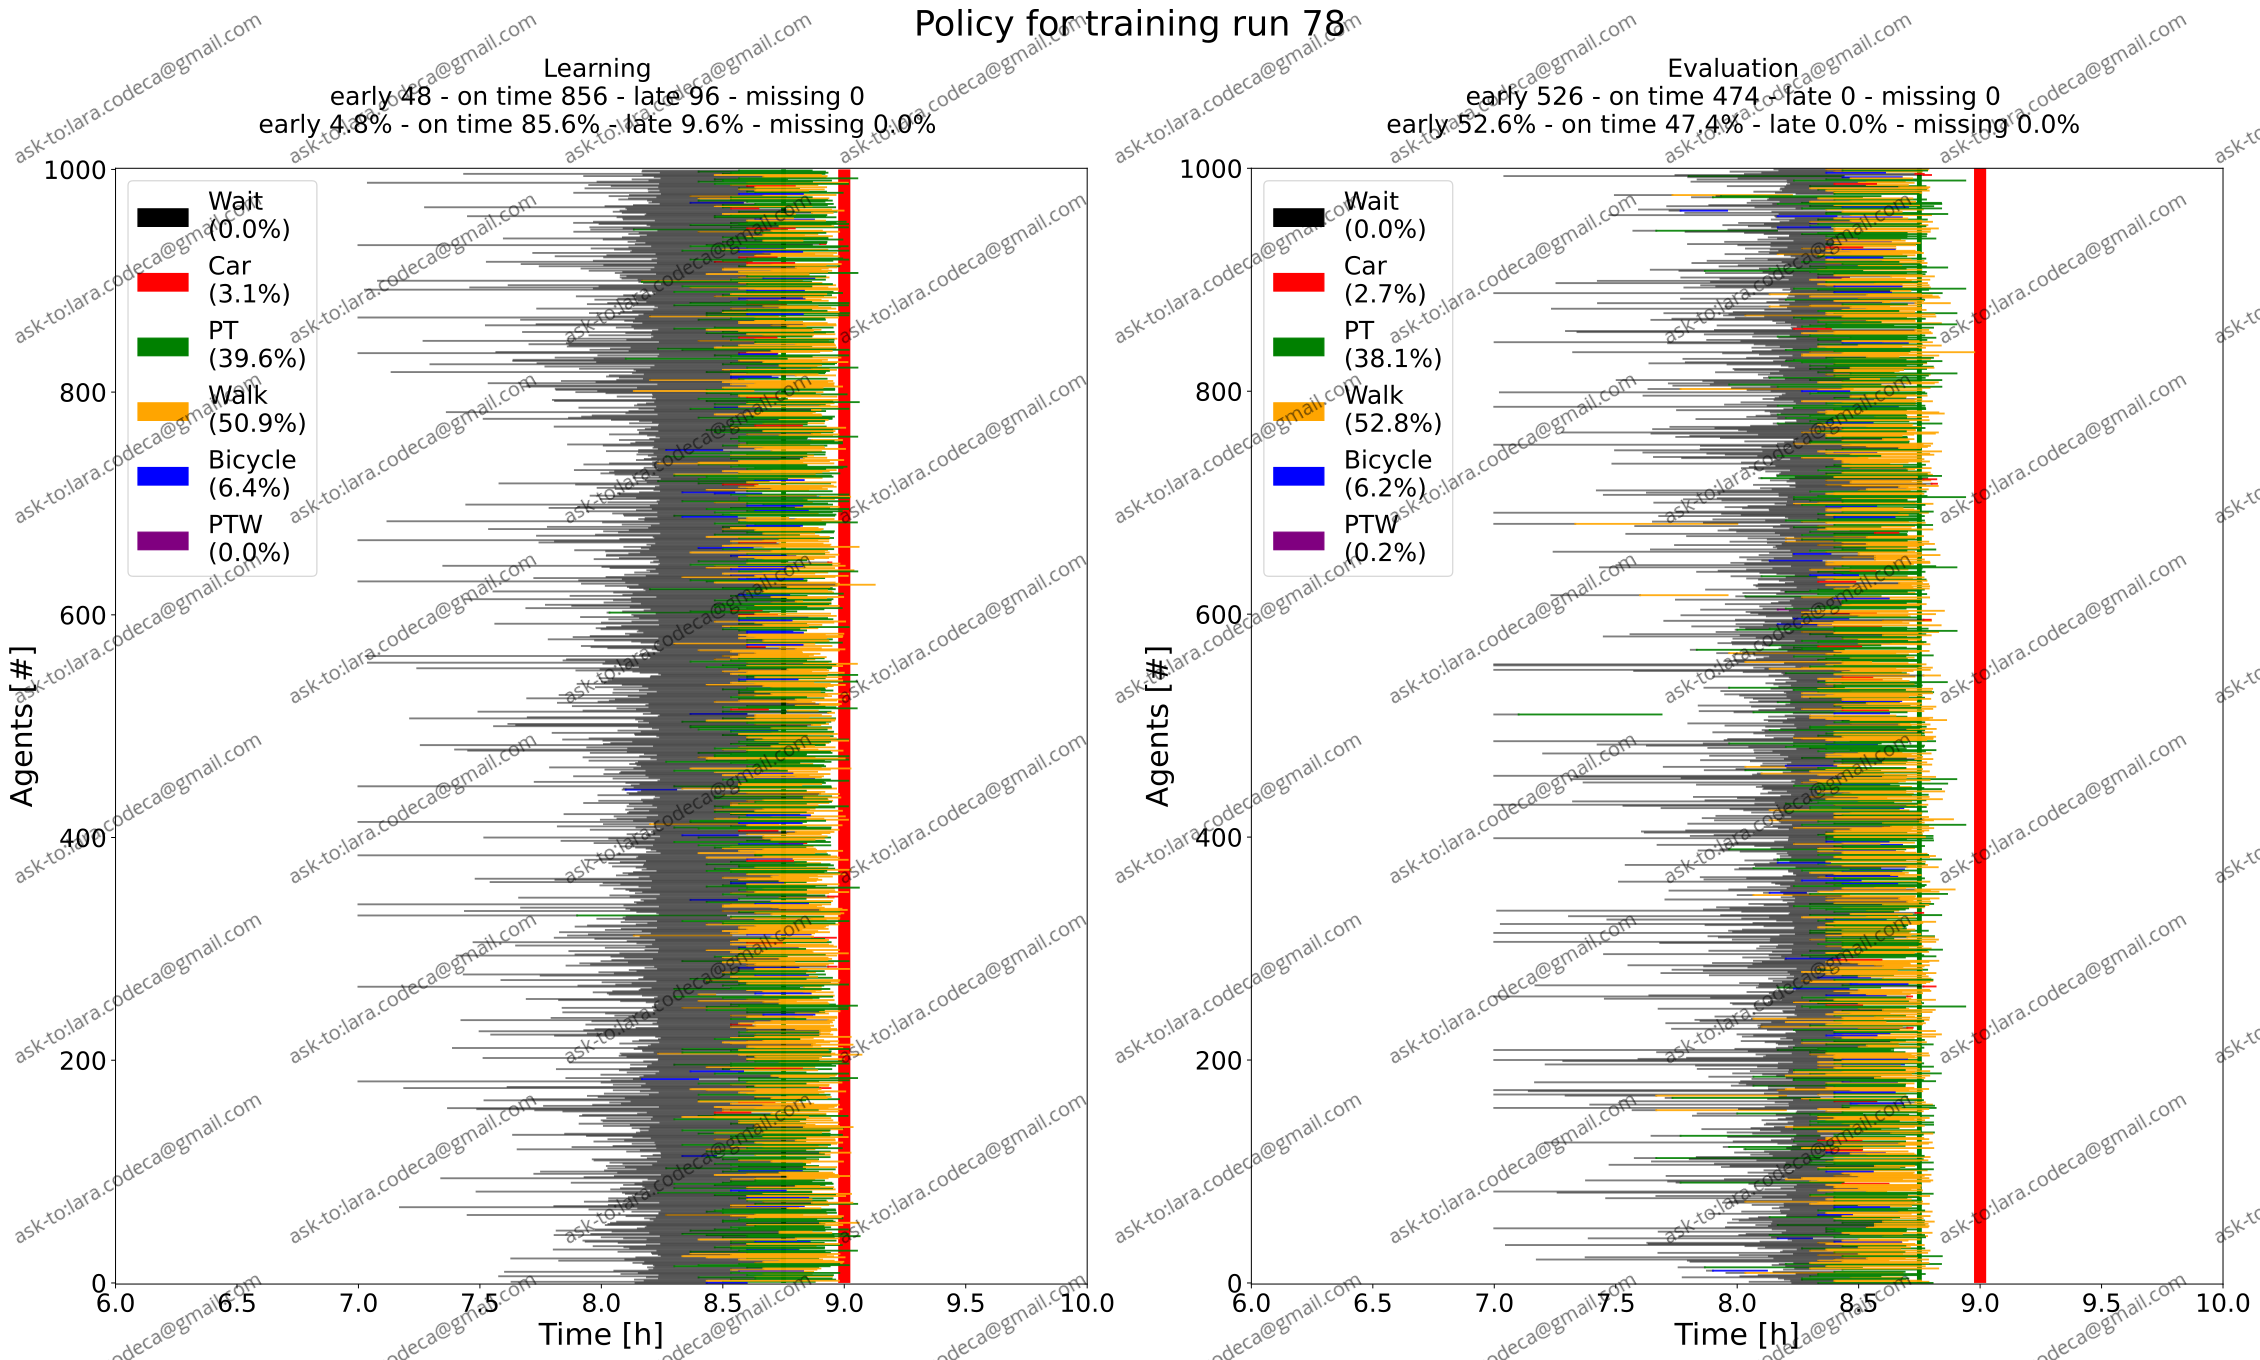 Policy for training run 78
Learning
early 48 - on time 856 - late 96 - missing 0
early 4.8% - on time 85.6% - late 9.6% - missing 0.0%
Wait
(0.0%)
Car
(3.1%)
PT
(39.6%)
Walk
(50.9%)
Bicycle
(6.4%)
PTW
(0.0%)
Agents [#]
1000
800
600
400
200
0
6.0 6.5 7.0 7.5 8.0 8.5 9.0 9.5 10.0
Time [h]
Evaluation
early 526 - on time 474 - late 0 - missing 0
early 52.6% - on time 47.4% - late 0.0% - missing 0.0%
Wait
(0.0%)
Car
(2.7%)
PT
(38.1%)
Walk
(52.8%)
Bicycle
(6.2%)
PTW
(0.2%)
Agents [#]
1000
800
600
400
200
0
6.0 6.5 7.0 7.5 8.0 8.5 9.0 9.5 10.0
Time [h]
ask-to:lara.codeca@gmail.com